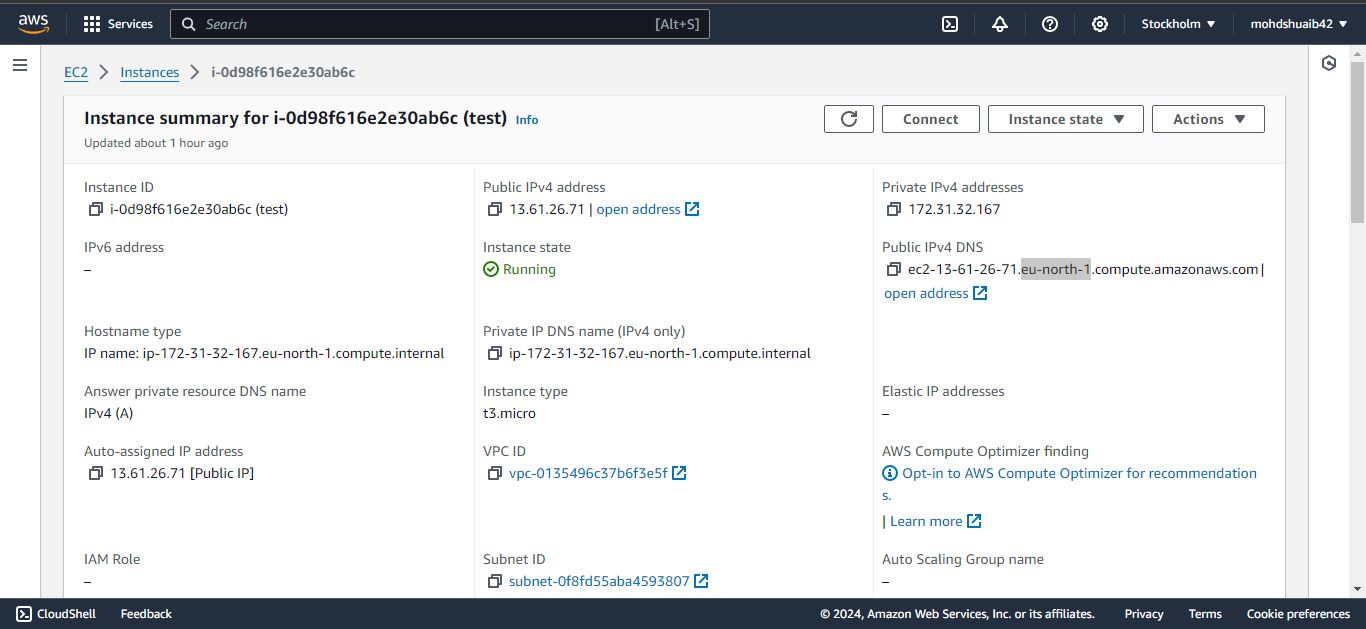 aws
Services
Search
[Alt+S]
Stockholm
mohdshuaib42
EC2
Instances
i-0d98f616e2e30ab6c
Instance summary for i-0d98f616e2e30ab6c (test) Info
Updated about 1 hour ago
Connect
Instance state
Actions
Instance ID
i-0d98f616e2e30ab6c (test)
Public IPv4 address
13.61.26.71 | open address
Private IPv4 addresses
172.31.32.167
IPv6 address
–
Instance state
Running
Public IPv4 DNS
ec2-13-61-26-71.eu-north-1.compute.amazonaws.com |
open address
Hostname type
IP name: ip-172-31-32-167.eu-north-1.compute.internal
Private IP DNS name (IPv4 only)
ip-172-31-32-167.eu-north-1.compute.internal
Answer private resource DNS name
IPv4 (A)
Instance type
t3.micro
Elastic IP addresses
–
Auto-assigned IP address
13.61.26.71 [Public IP]
VPC ID
vpc-0135496c37b6f3e5f
AWS Compute Optimizer finding
Opt-in to AWS Compute Optimizer for recommendation
s.
| Learn more
IAM Role
–
Subnet ID
subnet-0f8fd55aba4593807
Auto Scaling Group name
–
CloudShell
Feedback
© 2024, Amazon Web Services, Inc. or its affiliates.
Privacy
Terms
Cookie preferences